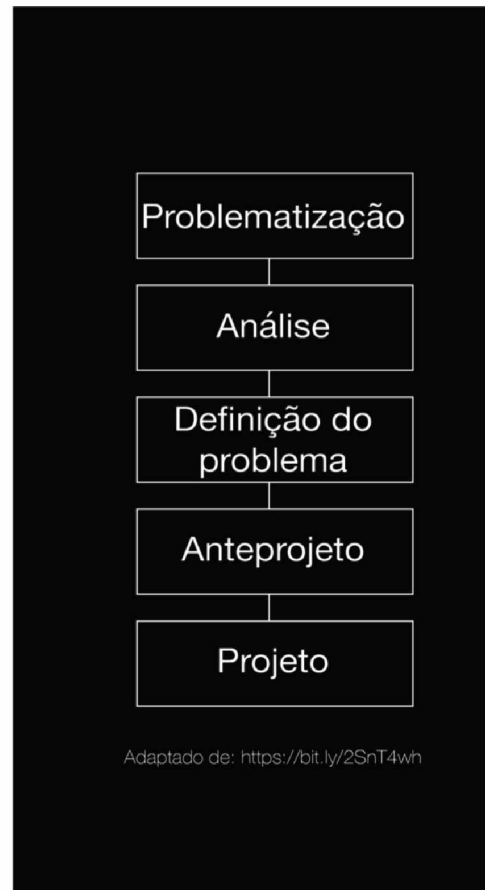 Problematização
Análise
Definição do
problema
Anteprojeto
Projeto
Adaptado de: https://bit.ly/2SnT4wh